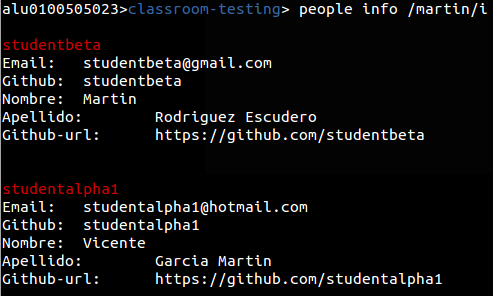 alu0100505023>classroom-testing> people info /martin/i
studentbeta
Email: studentbeta@gmail.com
Github: studentbeta
Nombre: Martin
Apellido: Rodriguez Escudero
Github-url: https://github.com/studentbeta
studentalpha1
Email: studentalpha1@hotmail.com
Github: studentalpha1
Nombre: Vicente
Apellido: Garcia Martin
Github-url: https://github.com/studentalpha1